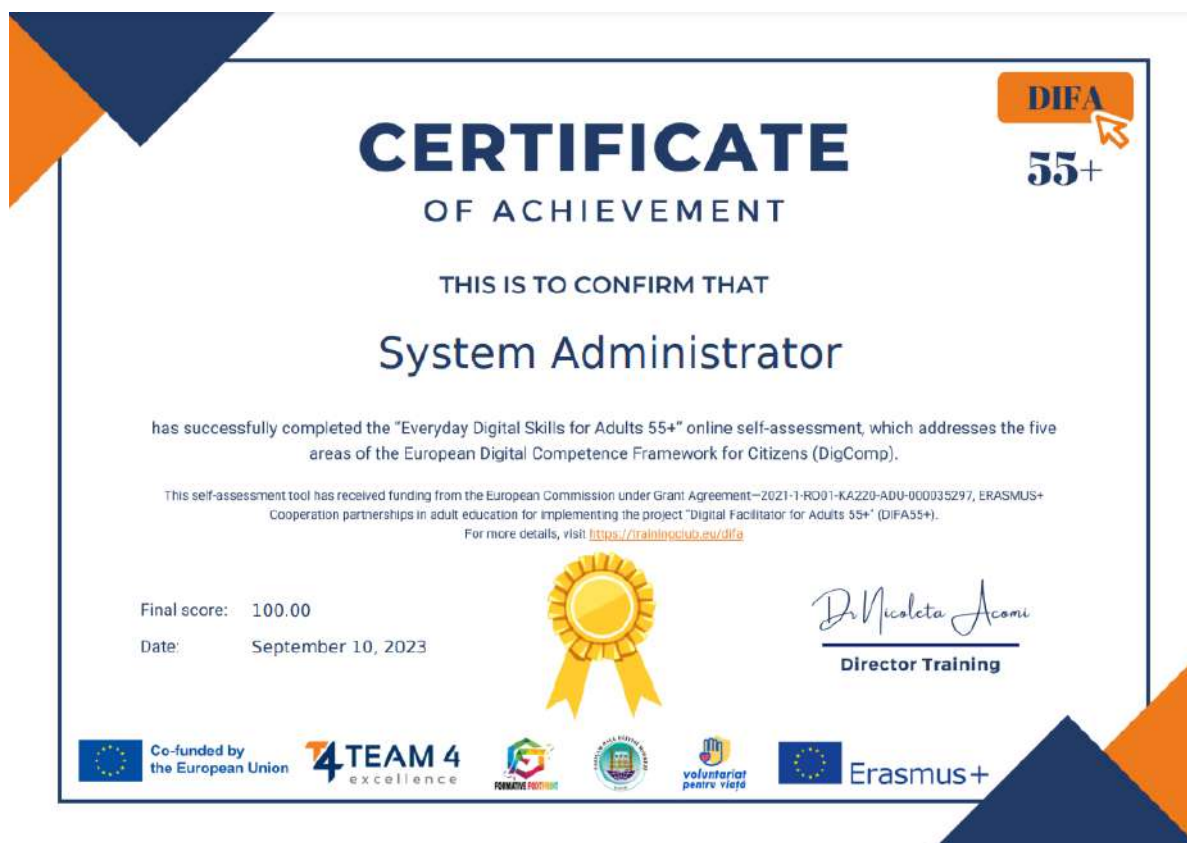 DIFA
55+
CERTIFICATE
OF ACHIEVEMENT
THIS IS TO CONFIRM THAT
System Administrator
has successfully completed the "Everyday Digital Skills for Adults 55+" online self-assessment, which addresses the five
areas of the European Digital Competence Framework for Citizens (DigComp).
This self-assessment tool has received funding from the European Commission under Grant Agreement—2021-1-RO01-KA220-ADU-000035297, ERASMUS+
Cooperation partnerships in adult education for implementing the project "Digital Facilitator for Adults 55+" (DIFA55+).
For more details, visit https://trainingclub.eu/difa
Final score: 100.00
Date: September 10, 2023
Dr Nicoleta Acomi
Director Training
Co-funded by
the European Union
T4 TEAM 4
excellence
FORMATIVE FOOTPRINT
voluntariat
pentru viață
Erasmus+